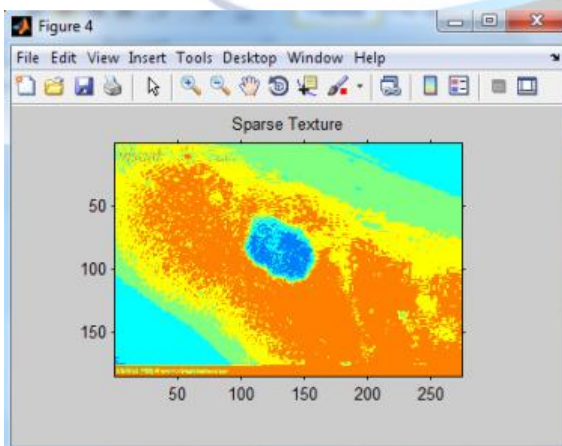 Figure 4
File Edit View Insert Tools Desktop Window Help
Sparse Texture
50
100
150
50 100 150 200 250